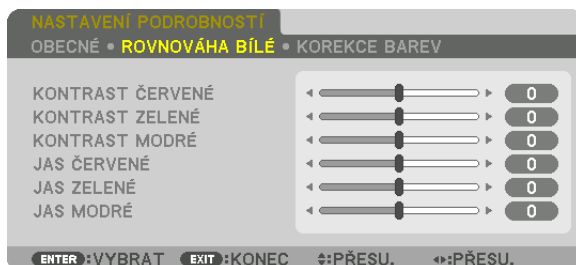 NASTAVENÍ PODROBNOSTÍ
OBECNÉ • ROVNOVÁHA BÍLÉ • KOREKCE BAREV
KONTRAST ČERVENÉ 0
KONTRAST ZELENÉ 0
KONTRAST MODRÉ 0
JAS ČERVENÉ 0
JAS ZELENÉ 0
JAS MODRÉ 0
ENTER :VYBRAT EXIT :KONEC :PŘESU. :PŘESU.